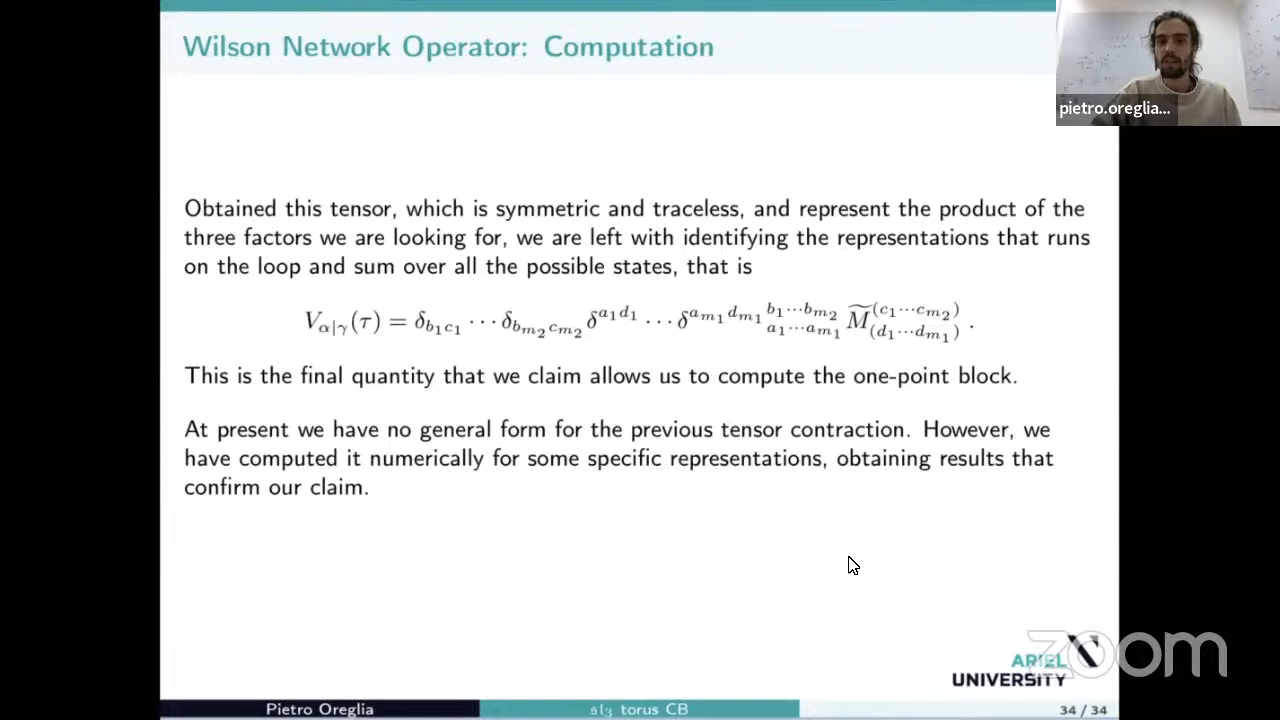 Wilson Network Operator: Computation
pietro.oreglia...
Obtained this tensor, which is symmetric and traceless, and represent the product of the
three factors we are looking for, we are left with identifying the representations that runs
on the loop and sum over all the possible states, that is
V_{α|γ}(τ) = δ_{b_1c_1} ⋯ δ_{b_{m_2}c_{m_2}} δ^{a_1d_1} ⋯ δ^{a_{m_1}d_{m_1}} {}^{b_1⋯b_{m_2}}_{a_1⋯a_{m_1}} \widetilde{M}^{(c_1⋯c_{m_2})}_{(d_1⋯d_{m_1})} .
This is the final quantity that we claim allows us to compute the one-point block.
At present we have no general form for the previous tensor contraction. However, we
have computed it numerically for some specific representations, obtaining results that
confirm our claim.
ARIEL
UNIVERSITY
zoom
Pietro Oreglia
𝔰𝔩₃ torus CB
34 / 34